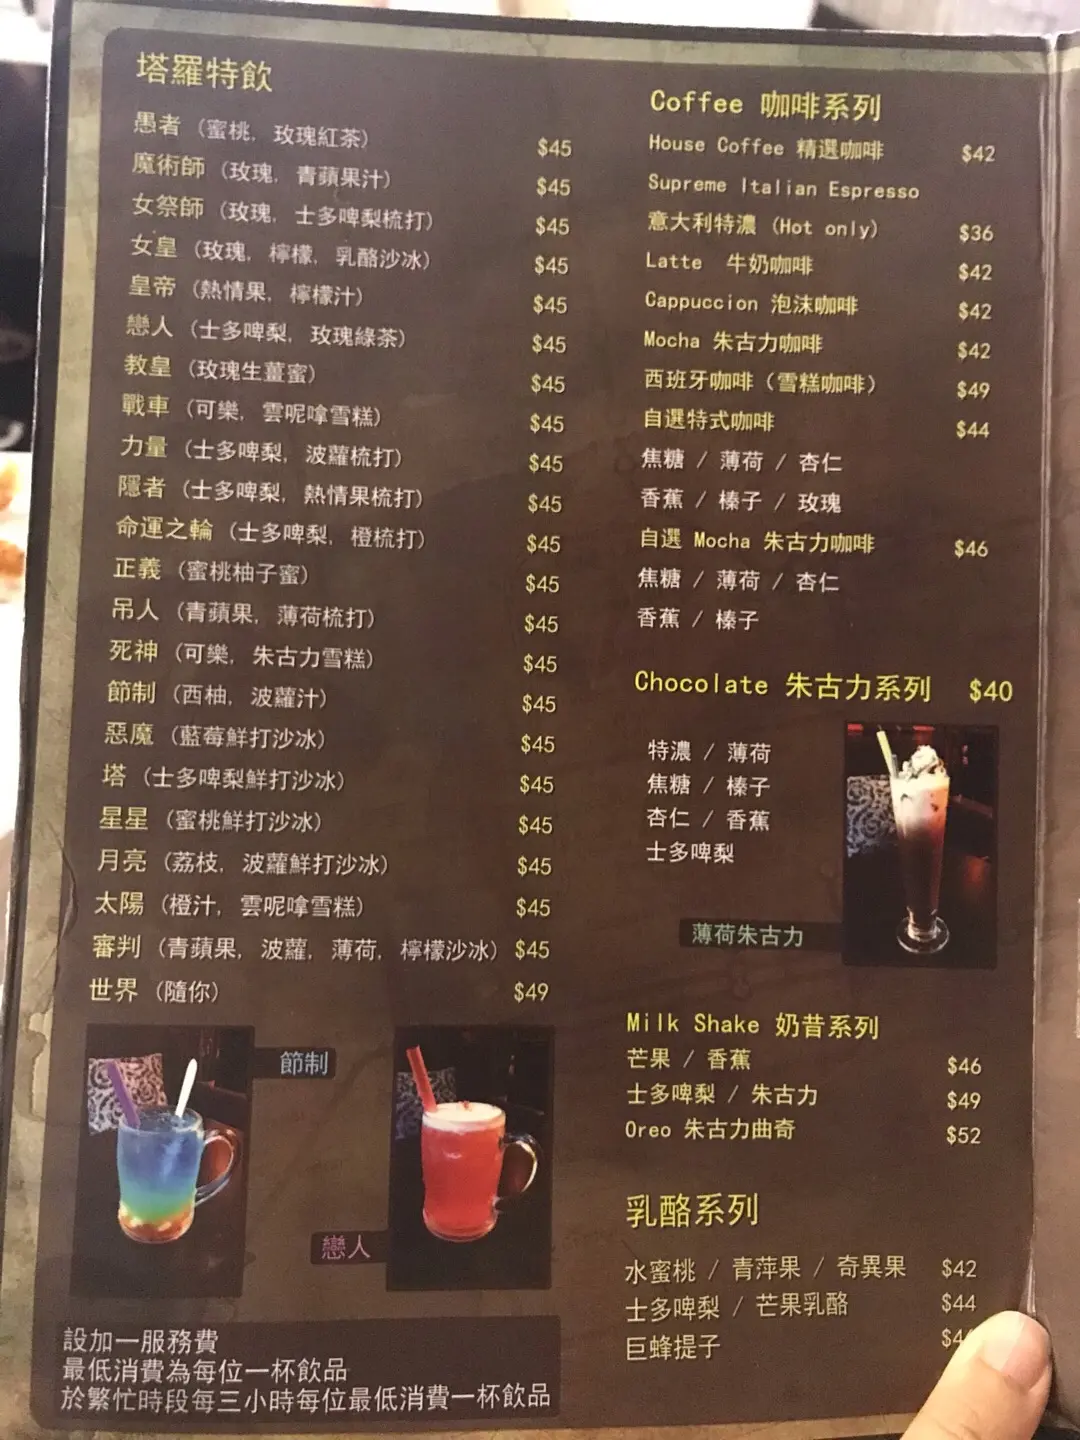 塔羅特飲
愚者 (蜜桃, 玫瑰紅茶) $45
魔術師 (玫瑰, 青蘋果汁) $45
女祭師 (玫瑰, 士多啤梨梳打) $45
女皇 (玫瑰, 檸檬, 乳酪沙冰) $45
皇帝 (熱情果, 檸檬汁) $45
戀人 (士多啤梨, 玫瑰綠茶) $45
教皇 (玫瑰生薑蜜) $45
戰車 (可樂, 雲呢拿雪糕) $45
力量 (士多啤梨, 波蘿梳打) $45
隱者 (士多啤梨, 熱情果梳打) $45
命運之輪 (士多啤梨, 橙梳打) $45
正義 (蜜桃柚子蜜) $45
吊人 (青蘋果, 薄荷梳打) $45
死神 (可樂, 朱古力雪糕) $45
節制 (西柚, 波蘿汁) $45
惡魔 (藍莓鮮打沙冰) $45
塔 (士多啤梨鮮打沙冰) $45
星星 (蜜桃鮮打沙冰) $45
月亮 (荔枝, 波蘿鮮打沙冰) $45
太陽 (橙汁, 雲呢拿雪糕) $45
審判 (青蘋果, 波蘿, 薄荷, 檸檬沙冰) $45
世界 (隨你) $49
節制
戀人
設加一服務費
最低消費為每位一杯飲品
於繁忙時段每三小時每位最低消費一杯飲品
Coffee 咖啡系列
House Coffee 精選咖啡 $42
Supreme Italian Espresso
意大利特濃 (Hot only) $36
Latte 牛奶咖啡 $42
Cappuccion 泡沫咖啡 $42
Mocha 朱古力咖啡 $42
西班牙咖啡 (雪糕咖啡) $49
自選特式咖啡 $44
焦糖 / 薄荷 / 杏仁
香蕉 / 榛子 / 玫瑰
自選 Mocha 朱古力咖啡 $46
焦糖 / 薄荷 / 杏仁
香蕉 / 榛子
Chocolate 朱古力系列 $40
特濃 / 薄荷
焦糖 / 榛子
杏仁 / 香蕉
士多啤梨
薄荷朱古力
Milk Shake 奶昔系列
芒果 / 香蕉 $46
士多啤梨 / 朱古力 $49
Oreo 朱古力曲奇 $52
乳酪系列
水蜜桃 / 青萍果 / 奇異果 $42
士多啤梨 / 芒果乳酪 $44
巨蜂提子